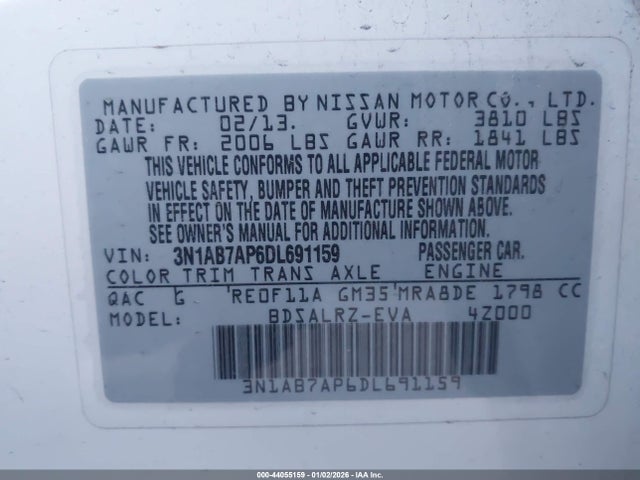 MANUFACTURED BY NISSAN MOTOR CO., LTD.
DATE: 02/13. GVWR: 3810 LBS
GAWR FR: 2006 LBS GAWR RR: 1841 LBS
THIS VEHICLE CONFORMS TO ALL APPLICABLE FEDERAL MOTOR
VEHICLE SAFETY, BUMPER AND THEFT PREVENTION STANDARDS
IN EFFECT ON THE DATE OF MANUFACTURE SHOWN ABOVE.
SEE OWNER'S MANUAL FOR ADDITIONAL INFORMATION.
VIN: 3N1AB7AP6DL691159 PASSENGER CAR.
COLOR TRIM TRANS AXLE ENGINE
QAC G RE0F11A GM35 MRA8DE 1798 CC
MODEL: BDSALRZ-EVA 4Z000
3N1AB7AP6DL691159
000-44055159 - 01/02/2026 - IAA, Inc.